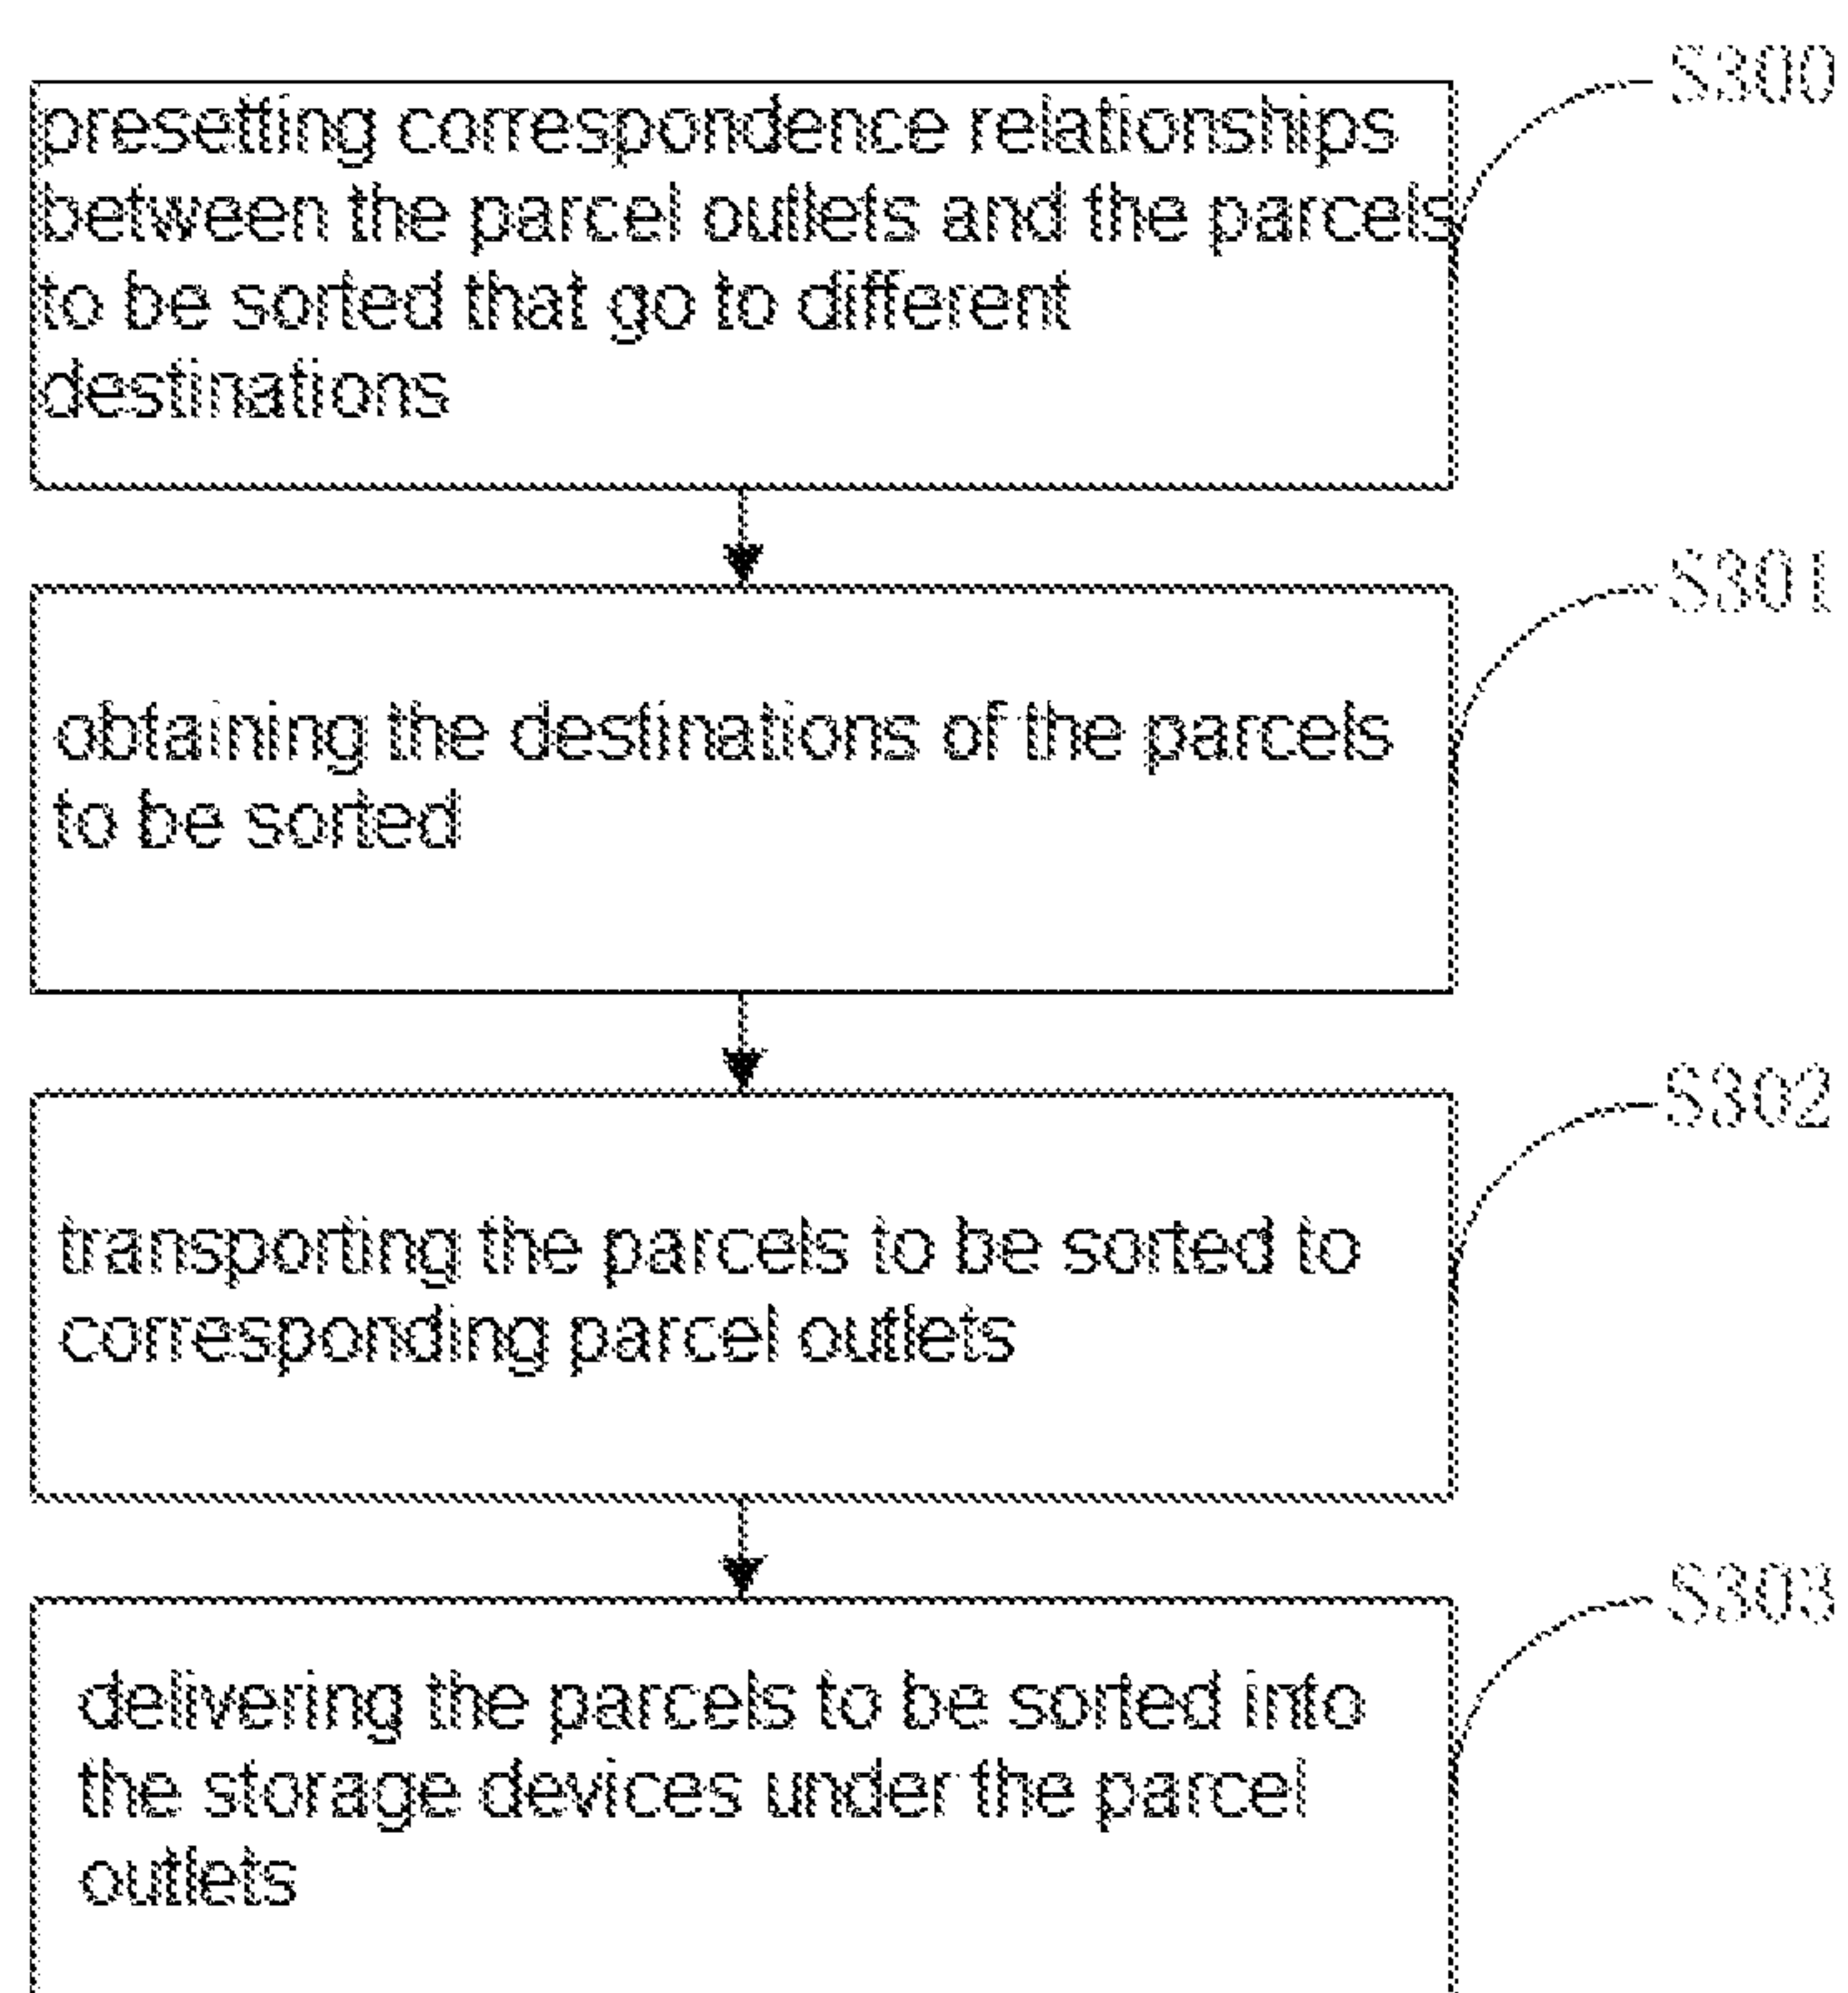 S300
presetting correspondence relationships
between the parcel outlets and the parcels
to be sorted that go to different
destinations
S301
obtaining the destinations of the parcels
to be sorted
S302
transporting the parcels to be sorted to
corresponding parcel outlets
S303
delivering the parcels to be sorted into
the storage devices under the parcel
outlets